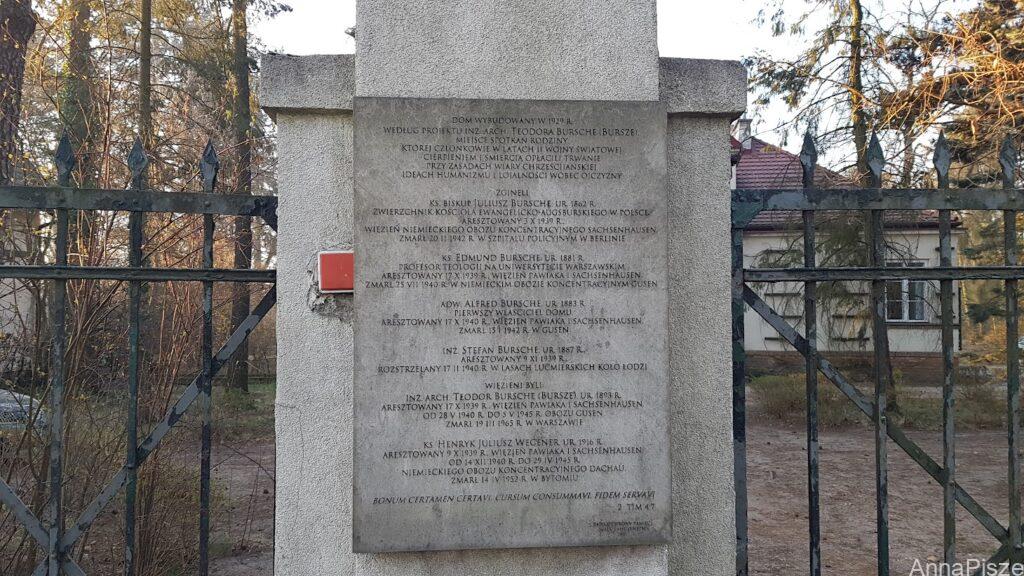 DOM WYBUDOWANY W 1929 R.
WEDŁUG PROJEKTU INŻ. ARCH. TEODORA BURSCHE (BURSZE)
MIEJSCE SPOTKAŃ RODZINY
KTÓREJ CZŁONKOWIE W LATACH II WOJNY ŚWIATOWEJ
CIERPIENIEM I ŚMIERCIĄ OPŁACILI TRWANIE
PRZY ZASADACH WIARY CHRZEŚCIJAŃSKIEJ
IDEACH HUMANIZMU I LOJALNOŚCI WOBEC OJCZYZNY
ZGINĘLI
KS. BISKUP JULIUSZ BURSCHE UR. 1862 R.
ZWIERZCHNIK KOŚCIOŁA EWANGELICKO-AUGSBURSKIEGO W POLSCE
ARESZTOWANY 3 X 1939 R.
WIĘZIEŃ NIEMIECKIEGO OBOZU KONCENTRACYJNEGO SACHSENHAUSEN
ZMARŁ 20 II 1942 R. W SZPITALU POLICYJNYM W BERLINIE
KS. EDMUND BURSCHE UR. 1881 R.
PROFESOR TEOLOGII NA UNIWERSYTECIE WARSZAWSKIM
ARESZTOWANY 17 X 1939 R., WIĘZIEŃ PAWIAKA I SACHSENHAUSEN
ZMARŁ 25 VII 1940 R. W NIEMIECKIM OBOZIE KONCENTRACYJNYM GUSEN
ADW. ALFRED BURSCHE UR. 1883 R.
PIERWSZY WŁAŚCICIEL DOMU
ARESZTOWANY 17 X 1940 R., WIĘZIEŃ PAWIAKA I SACHSENHAUSEN
ZMARŁ 15 I 1942 R. W GUSEN
INŻ. STEFAN BURSCHE UR. 1887 R.
ARESZTOWANY 9 XI 1939 R.,
ROZSTRZELANY 17 II 1940 R. W LASACH LUĆMIERSKICH KOŁO ŁODZI
WIĘZIENI BYLI
INŻ. ARCH. TEODOR BURSCHE (BURSZE) UR. 1893 R.
ARESZTOWANY 17 X 1939 R., WIĘZIEŃ PAWIAKA I SACHSENHAUSEN
OD 28 V 1940 R. DO 5 V 1945 R. OBOZU GUSEN
ZMARŁ 19 III 1965 R. W WARSZAWIE
KS. HENRYK JULIUSZ WEGENER UR. 1916 R.
ARESZTOWANY 9 X 1939 R., WIĘZIEŃ PAWIAKA I SACHSENHAUSEN
OD 14 XII 1940 R. DO 29 IV 1945 R.
NIEMIECKIEGO OBOZU KONCENTRACYJNEGO DACHAU
ZMARŁ 14 IV 1952 R. W BYTOMIU
BONUM CERTAMEN CERTAVI, CURSUM CONSUMMAVI, FIDEM SERVAVI
2 TIM 4,7
AnnaPisze